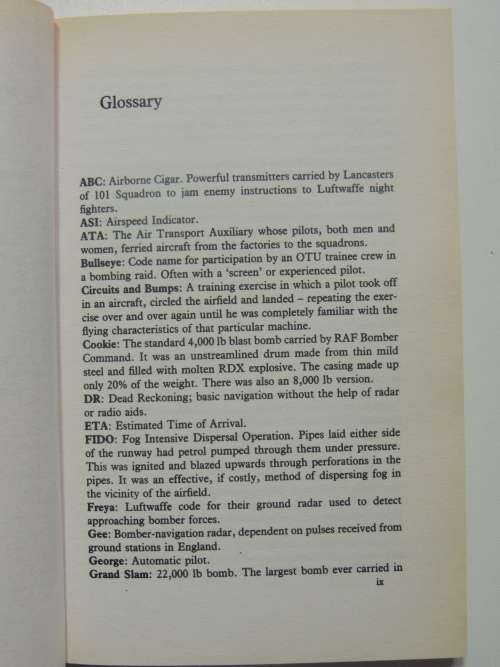 Glossary
ABC: Airborne Cigar. Powerful transmitters carried by Lancasters
of 101 Squadron to jam enemy instructions to Luftwaffe night
fighters.
ASI: Airspeed Indicator.
ATA: The Air Transport Auxiliary whose pilots, both men and
women, ferried aircraft from the factories to the squadrons.
Bullseye: Code name for participation by an OTU trainee crew in
a bombing raid. Often with a 'screen' or experienced pilot.
Circuits and Bumps: A training exercise in which a pilot took off
in an aircraft, circled the airfield and landed – repeating the exer-
cise over and over again until he was completely familiar with the
flying characteristics of that particular machine.
Cookie: The standard 4,000 lb blast bomb carried by RAF Bomber
Command. It was an unstreamlined drum made from thin mild
steel and filled with molten RDX explosive. The casing made up
only 20% of the weight. There was also an 8,000 lb version.
DR: Dead Reckoning; basic navigation without the help of radar
or radio aids.
ETA: Estimated Time of Arrival.
FIDO: Fog Intensive Dispersal Operation. Pipes laid either side
of the runway had petrol pumped through them under pressure.
This was ignited and blazed upwards through perforations in the
pipes. It was an effective, if costly, method of dispersing fog in
the vicinity of the airfield.
Freya: Luftwaffe code for their ground radar used to detect
approaching bomber forces.
Gee: Bomber-navigation radar, dependent on pulses received from
ground stations in England.
George: Automatic pilot.
Grand Slam: 22,000 lb bomb. The largest bomb ever carried in
ix